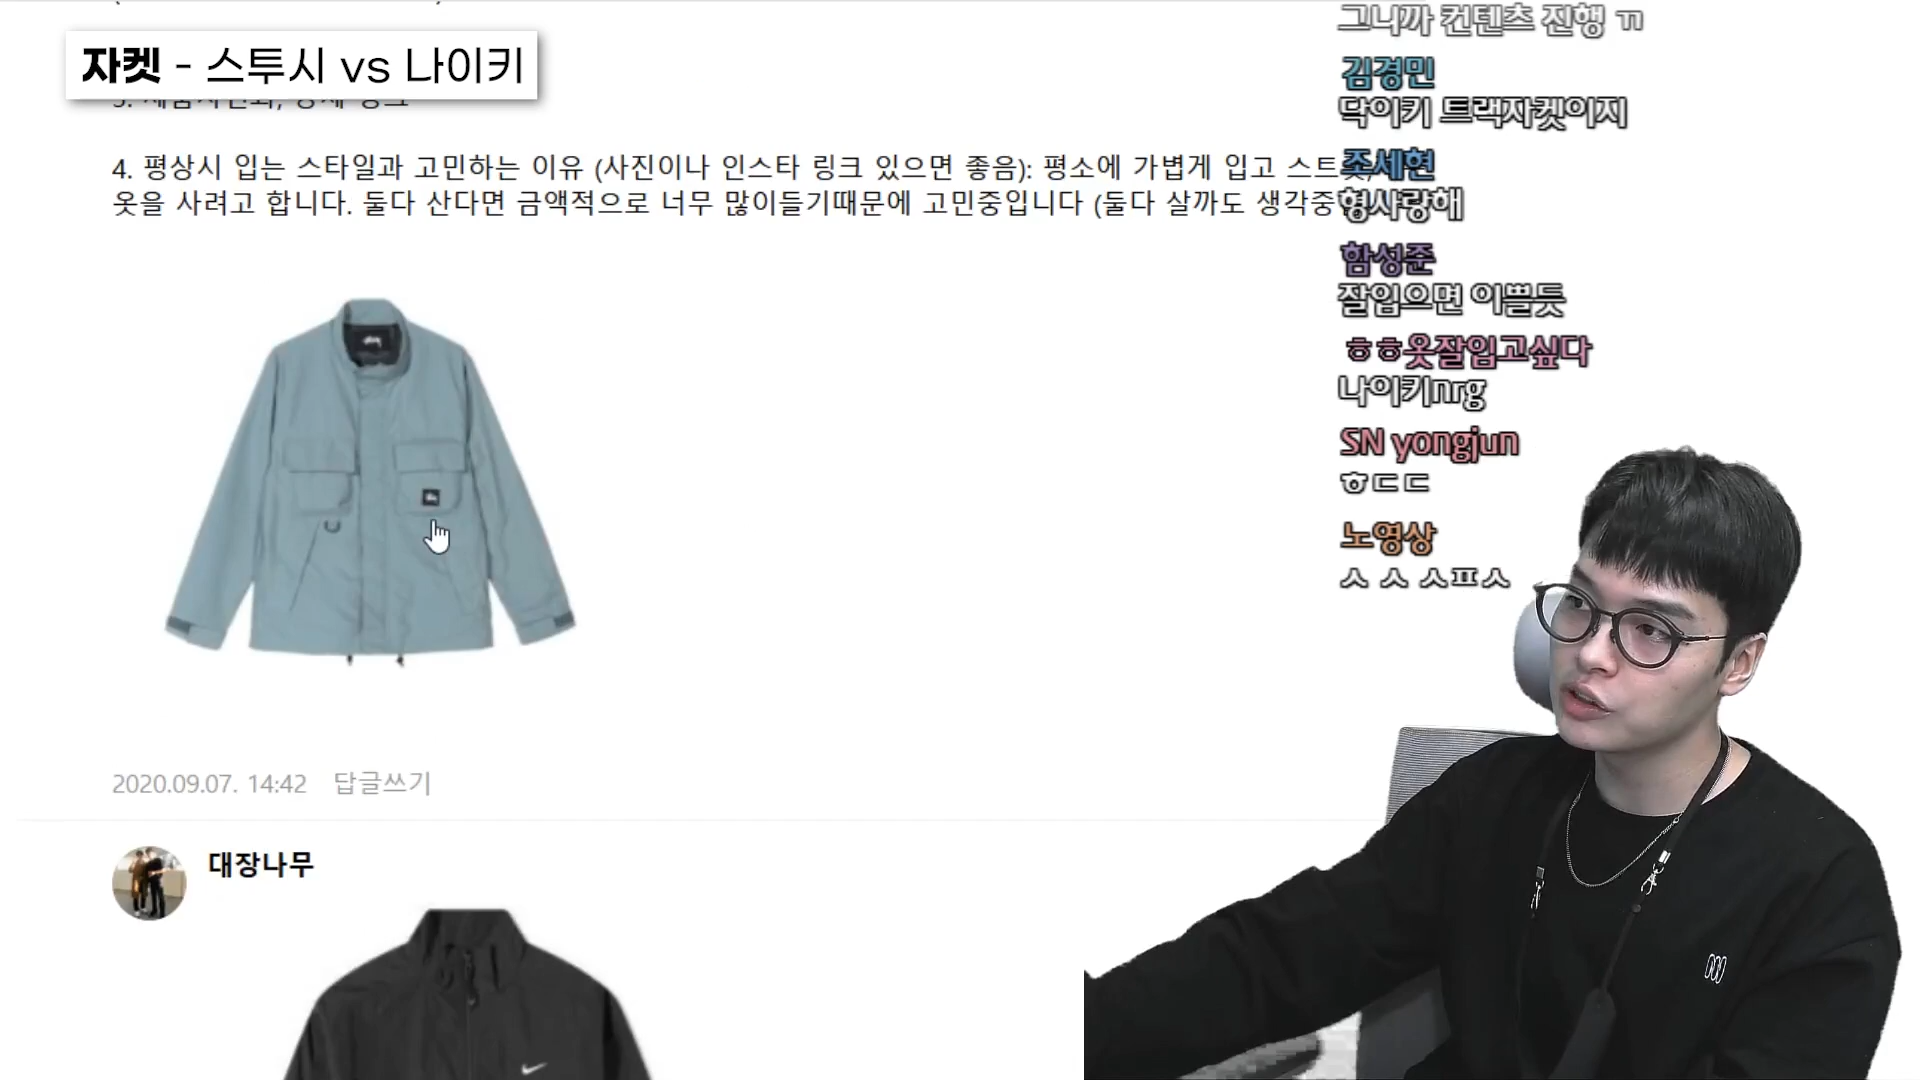 자켓 - 스투시 vs 나이키
4. 평상시 입는 스타일과 고민하는 이유 (사진이나 인스타 링크 있으면 좋음): 평소에 가볍게 입고
옷을 사려고 합니다. 둘다 산다면 금액적으로 너무 많이들기때문에 고민중입니다 (둘다 살까도 생각중
2020.09.07. 14:42 답글쓰기
대장나무
그니까 컨텐츠 진행 ㄲ
김경민
닥이키 트랙자켓이지
조세현
형사랑해
함성준
잘입으면 이쁠듯
ㅎㅎ옷잘입고싶다
나이키nrg
SN yongjun
ㅎㄷㄷ
노영상
ㅅ ㅅ ㅅㅍㅅ